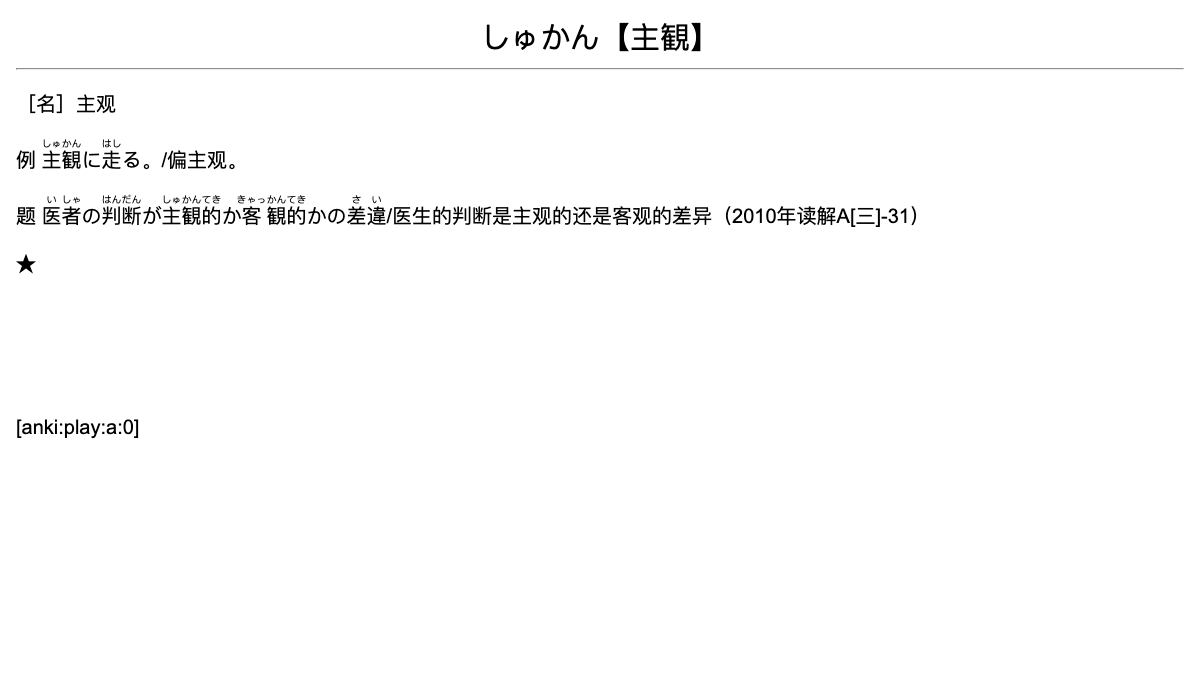 しゅかん【主観】
［名］主观
しゅかん はし
例 主観に走る。/偏主观。
い しゃ はんだん しゅかんてき きゃっかんてき さ い
题 医者の判断が主観的か客観的かの差違/医生的判断是主观的还是客观的差异（2010年读解A[三]-31）
★
[anki:play:a:0]